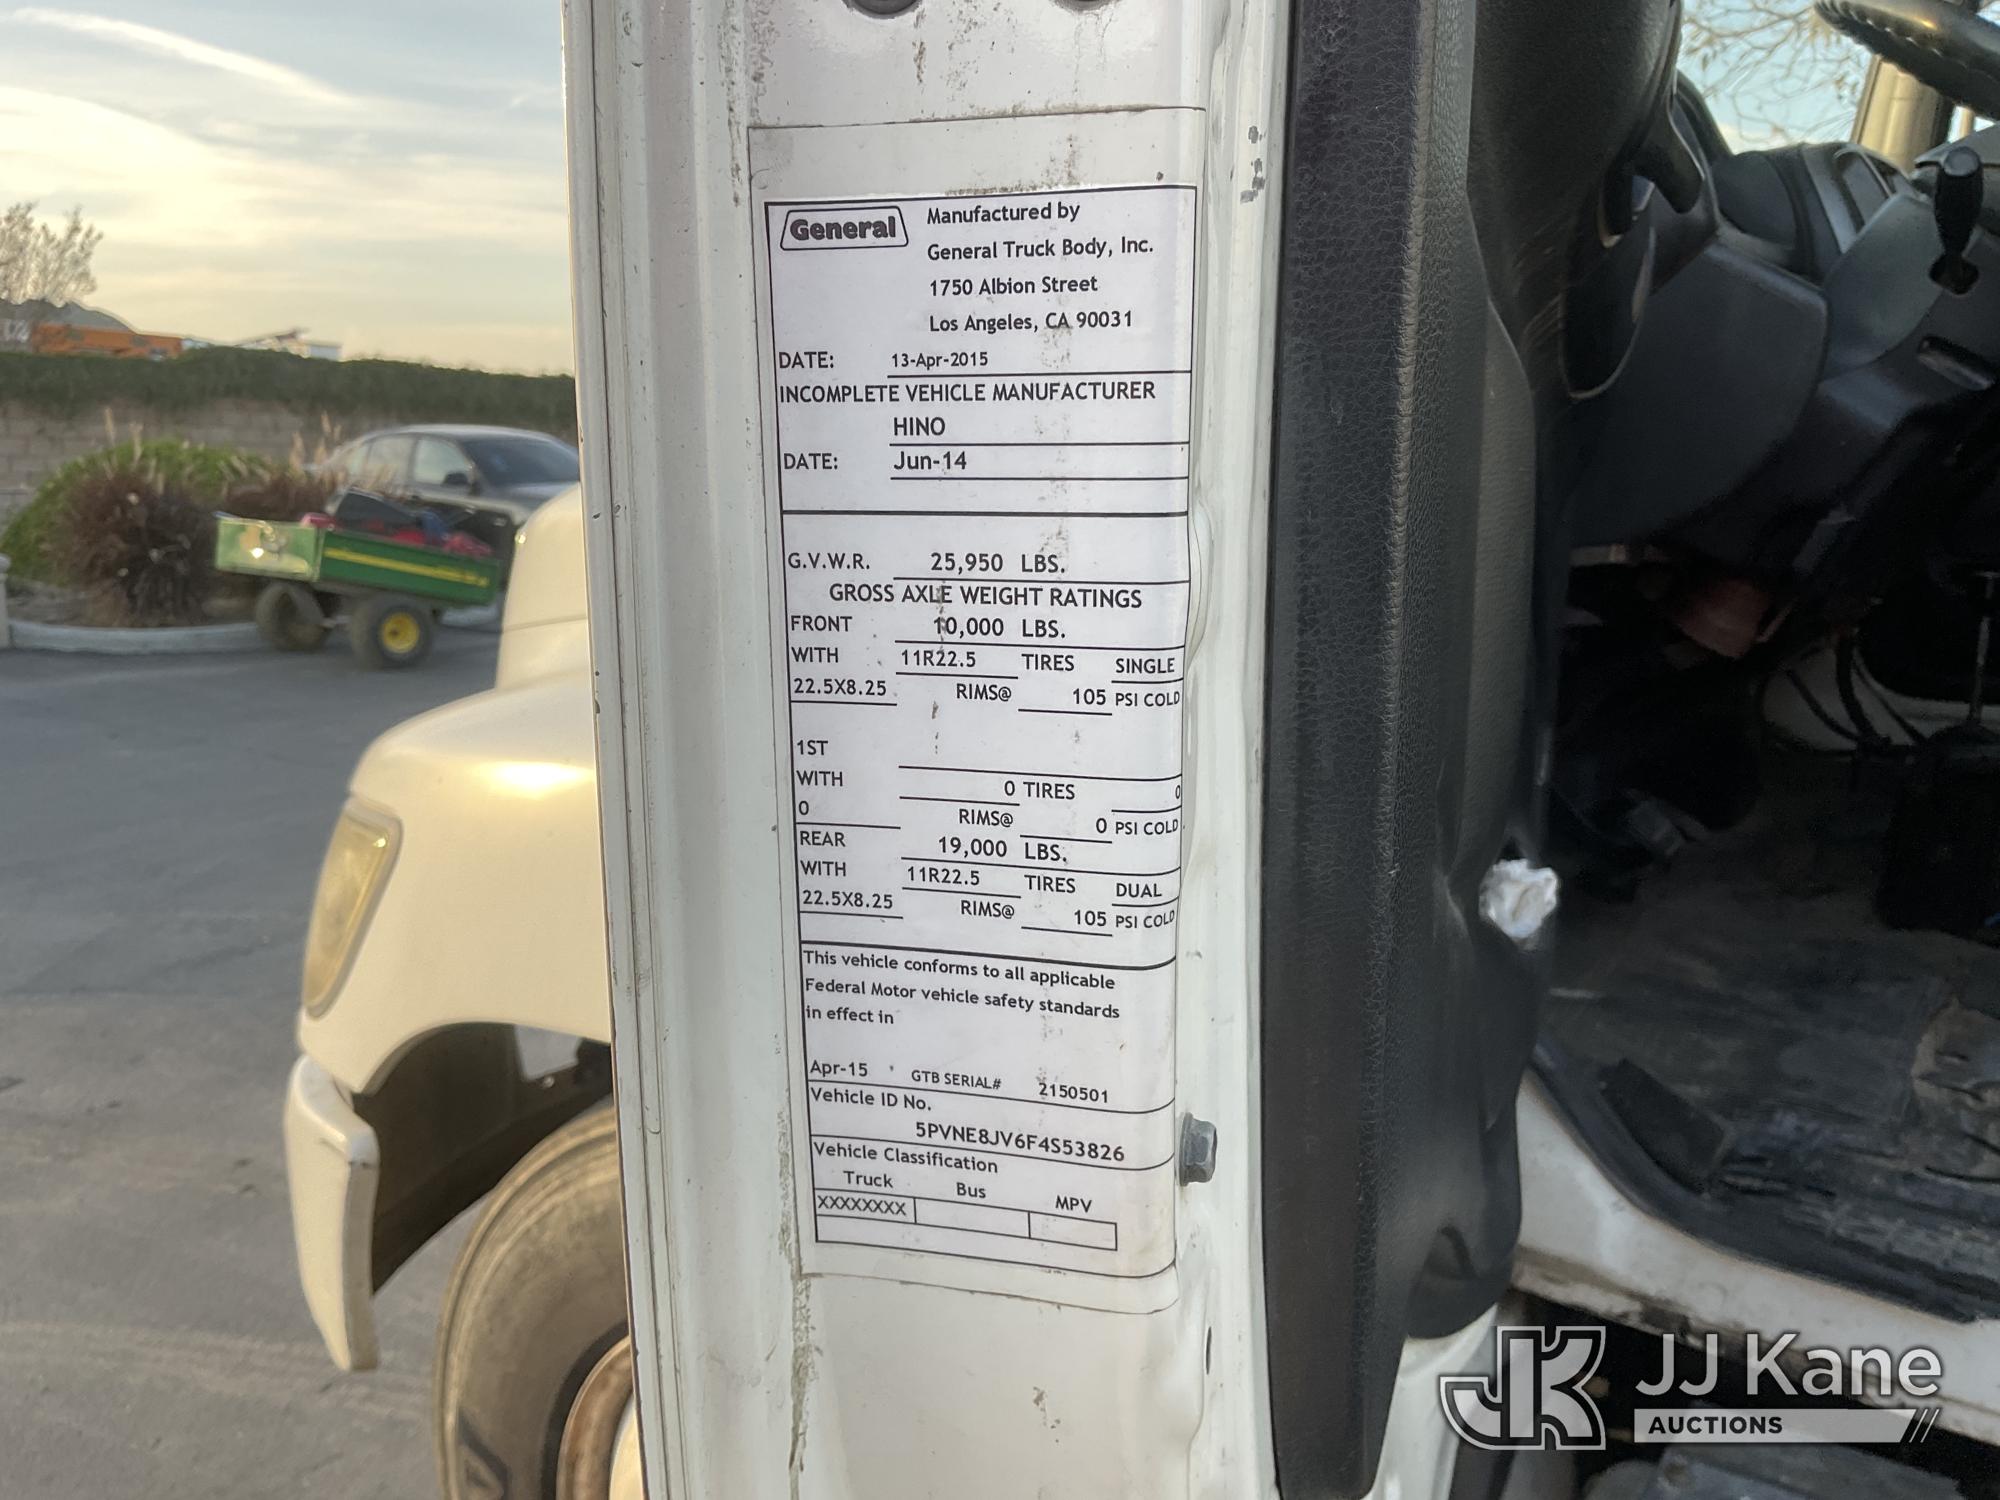 General
Manufactured by
General Truck Body, Inc.
1750 Albion Street
Los Angeles, CA 90031
DATE: 13-Apr-2015
INCOMPLETE VEHICLE MANUFACTURER
HINO
DATE: Jun-14
G.V.W.R. 25,950 LBS.
GROSS AXLE WEIGHT RATINGS
FRONT 10,000 LBS.
WITH 11R22.5 TIRES SINGLE
22.5X8.25 RIMS@ 105 PSI COLD
1ST
WITH 0 TIRES 0
0 RIMS@ 0 PSI COLD
REAR 19,000 LBS.
WITH 11R22.5 TIRES DUAL
22.5X8.25 RIMS@ 105 PSI COLD
This vehicle conforms to all applicable
Federal Motor vehicle safety standards
in effect in
Apr-15 GTB SERIAL# 2150501
Vehicle ID No.
5PVNE8JV6F4S53826
Vehicle Classification
Truck Bus MPV
XXXXXXXX
JK JJ Kane
AUCTIONS